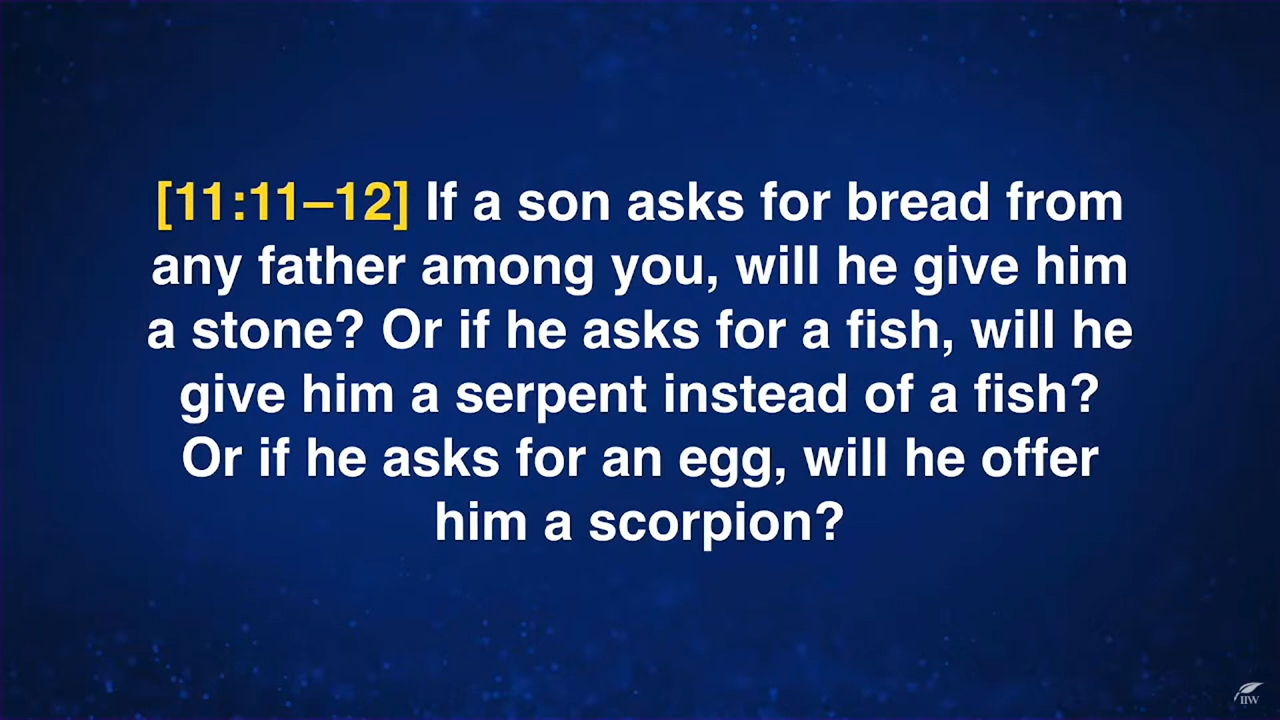 [11:11–12] If a son asks for bread from
any father among you, will he give him
a stone? Or if he asks for a fish, will he
give him a serpent instead of a fish?
Or if he asks for an egg, will he offer
him a scorpion?
IIW